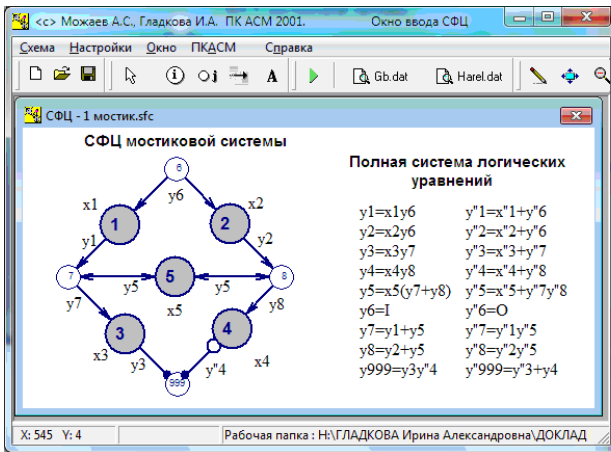 <c> Можаев А.С., Гладкова И.А. ПК АСМ 2001. Окно ввода СФЦ
Схема Настройки Окно ПКАСМ Справка
i Oj A Gb.dat Harel.dat
СФЦ - 1 мостик.sfc
СФЦ мостиковой системы
6
x1 y6 x2
1 2
y1 y2
7 5 8
y5 y5
y7 x5 y8
3 4
x3 y3 y"4 x4
999
Полная система логических
уравнений
y1=x1y6 y"1=x"1+y"6
y2=x2y6 y"2=x"2+y"6
y3=x3y7 y"3=x"3+y"7
y4=x4y8 y"4=x"4+y"8
y5=x5(y7+y8) y"5=x"5+y"7y"8
y6=I y"6=O
y7=y1+y5 y"7=y"1y"5
y8=y2+y5 y"8=y"2y"5
y999=y3y"4 y"999=y"3+y4
X: 545 Y: 4 Рабочая папка : H:\ГЛАДКОВА Ирина Александровна\ДОКЛАД